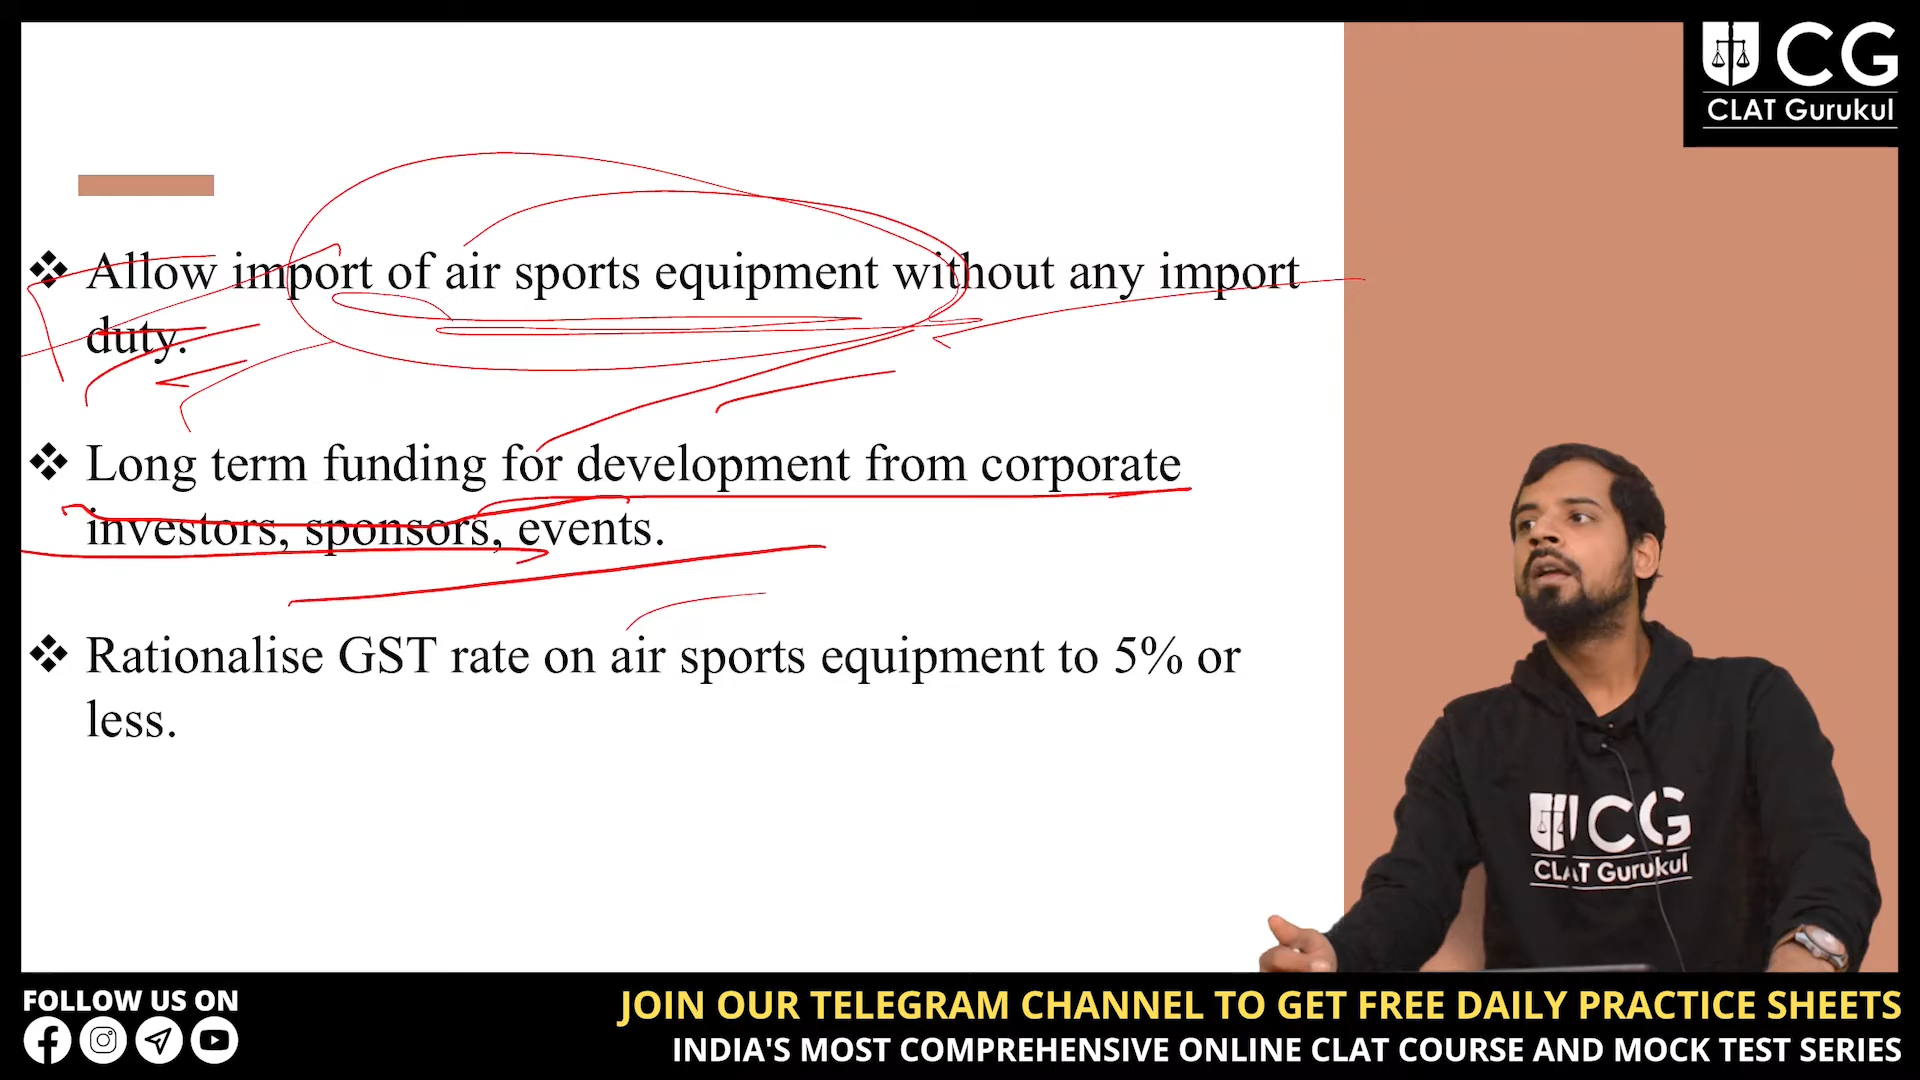 CG
CLAT Gurukul
❖ Allow import of air sports equipment without any import
duty.
❖ Long term funding for development from corporate
investors, sponsors, events.
❖ Rationalise GST rate on air sports equipment to 5% or
less.
CG
CLAT Gurukul
FOLLOW US ON
JOIN OUR TELEGRAM CHANNEL TO GET FREE DAILY PRACTICE SHEETS
INDIA'S MOST COMPREHENSIVE ONLINE CLAT COURSE AND MOCK TEST SERIES